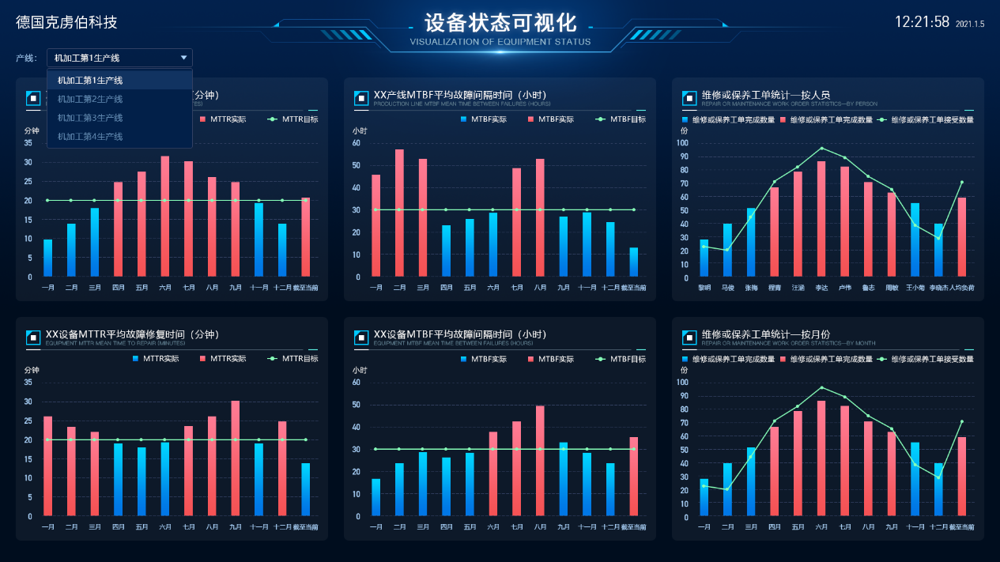 德国克虏伯科技
设备状态可视化
VISUALIZATION OF EQUIPMENT STATUS
12:21:58 2021.1.5
产线： 机加工第1生产线
机加工第1生产线
机加工第2生产线
机加工第3生产线
机加工第4生产线
分钟）
MTTR实际 MTTR目标
分钟
35
30
25
20
15
10
5
0
一月 二月 三月 四月 五月 六月 七月 八月 九月 十一月 十二月 截至当前
XX产线MTBF平均故障间隔时间（小时）
PRODUCTION LINE MTBF MEAN TIME BETWEEN FAILURES (HOURS)
MTBF实际 MTBF实际 MTBF目标
小时
60
50
40
30
20
10
0
一月 二月 三月 四月 五月 六月 七月 八月 九月 十一月 十二月 截至当前
维修或保养工单统计—按人员
REPAIR OR MAINTENANCE WORK ORDER STATISTICS—BY PERSON
维修或保养工单完成数量 维修或保养工单完成数量 维修或保养工单接受数量
份
100
90
80
70
60
50
40
30
20
10
0
黎明 马俊 张梅 程青 汪涵 李达 卢伟 鲁志 周敏 王小菊 李晓杰 人均负荷
XX设备MTTR平均故障修复时间（分钟）
EQUIPMENT MTTR MEAN TIME TO REPAIR (MINUTES)
MTTR实际 MTTR实际 MTTR目标
分钟
35
30
25
20
15
10
5
0
一月 二月 三月 四月 五月 六月 七月 八月 九月 十一月 十二月 截至当前
XX设备MTBF平均故障间隔时间（小时）
EQUIPMENT MTBF MEAN TIME BETWEEN FAILURES (HOURS)
MTBF实际 MTBF实际 MTBF目标
小时
60
50
40
30
20
10
0
一月 二月 三月 四月 五月 六月 七月 八月 九月 十一月 十二月 截至当前
维修或保养工单统计—按月份
REPAIR OR MAINTENANCE WORK ORDER STATISTICS—BY MONTH
维修或保养工单完成数量 维修或保养工单完成数量 维修或保养工单接受数量
份
100
90
80
70
60
50
40
30
20
10
0
一月 二月 三月 四月 五月 六月 七月 八月 九月 十一月 十二月 截至当前